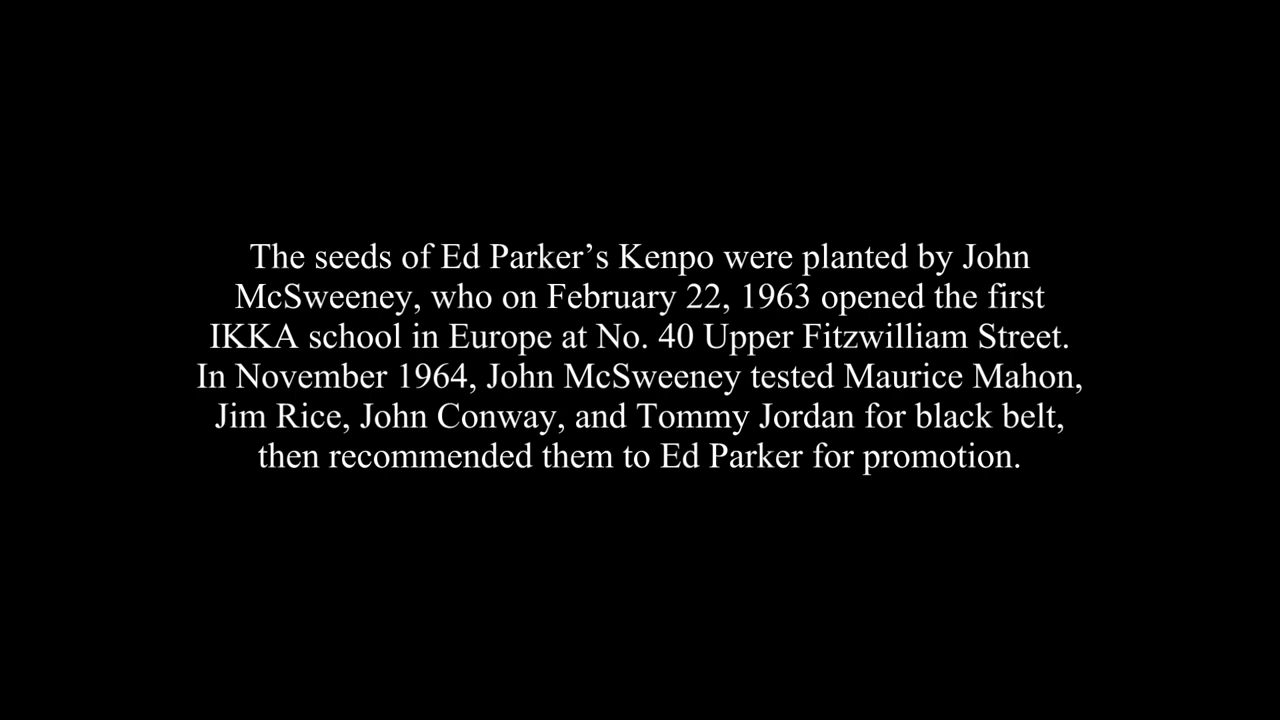 The seeds of Ed Parker’s Kenpo were planted by John
McSweeney, who on February 22, 1963 opened the first
IKKA school in Europe at No. 40 Upper Fitzwilliam Street.
In November 1964, John McSweeney tested Maurice Mahon,
Jim Rice, John Conway, and Tommy Jordan for black belt,
then recommended them to Ed Parker for promotion.